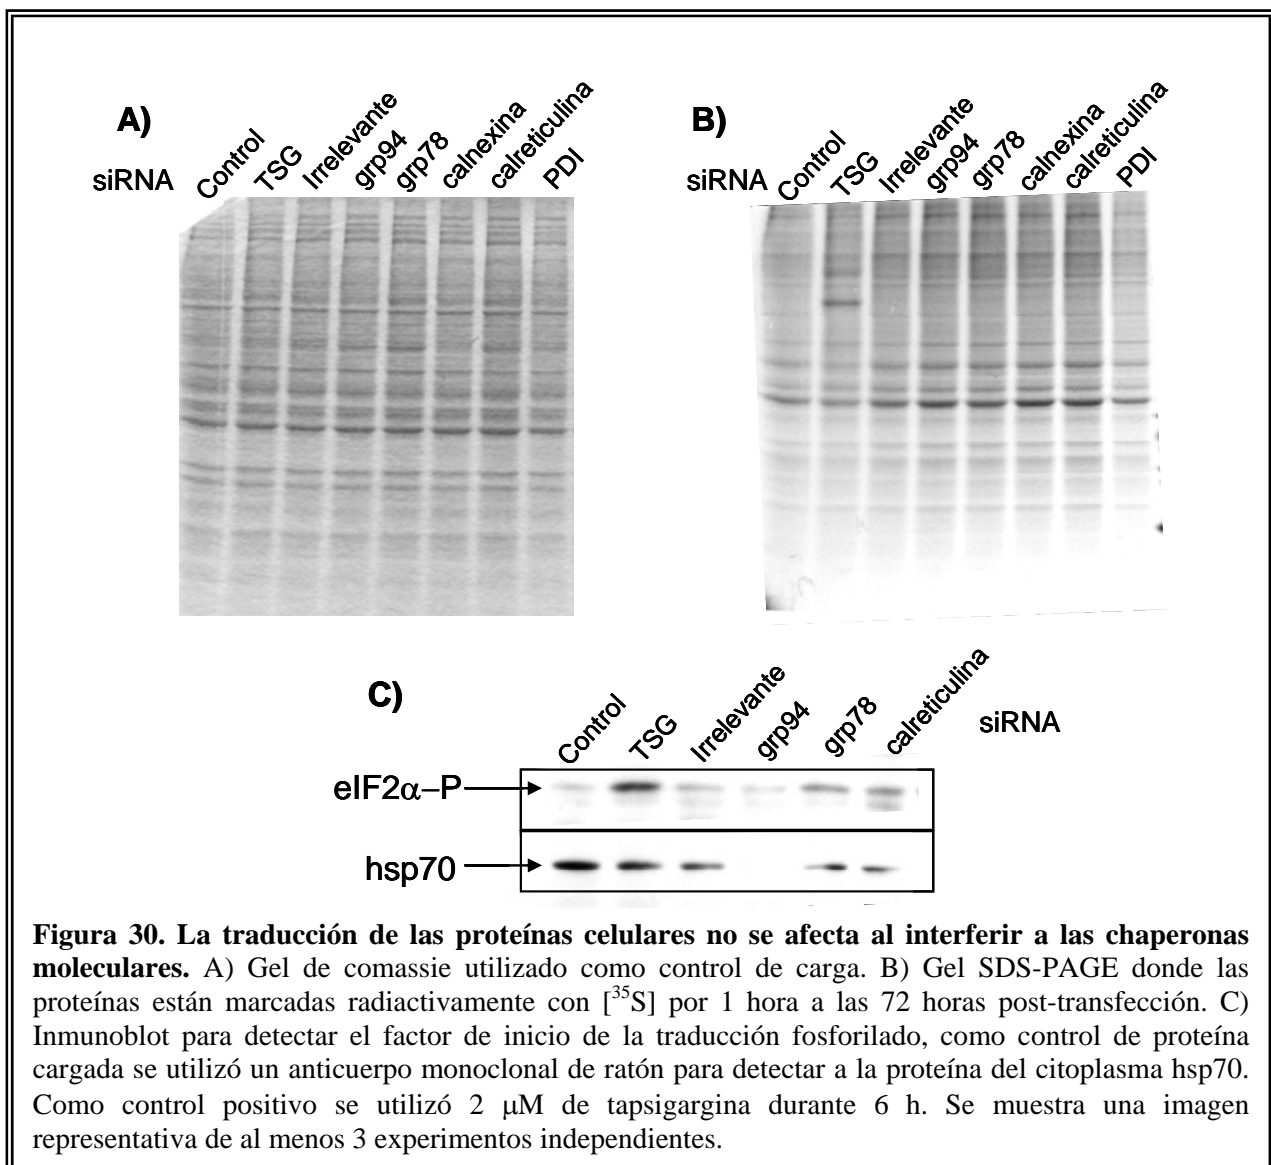 A)
siRNA Control TSG Irrelevante grp94 grp78 calnexina calreticulina PDI
B)
siRNA Control TSG Irrelevante grp94 grp78 calnexina calreticulina PDI
C)
Control TSG Irrelevante grp94 grp78 calreticulina siRNA
eIF2α–P
hsp70
Figura 30. La traducción de las proteínas celulares no se afecta al interferir a las chaperonas
moleculares. A) Gel de comassie utilizado como control de carga. B) Gel SDS-PAGE donde las
proteínas están marcadas radiactivamente con [³⁵S] por 1 hora a las 72 horas post-transfección. C)
Inmunoblot para detectar el factor de inicio de la traducción fosforilado, como control de proteína
cargada se utilizó un anticuerpo monoclonal de ratón para detectar a la proteína del citoplasma hsp70.
Como control positivo se utilizó 2 μM de tapsigargina durante 6 h. Se muestra una imagen
representativa de al menos 3 experimentos independientes.